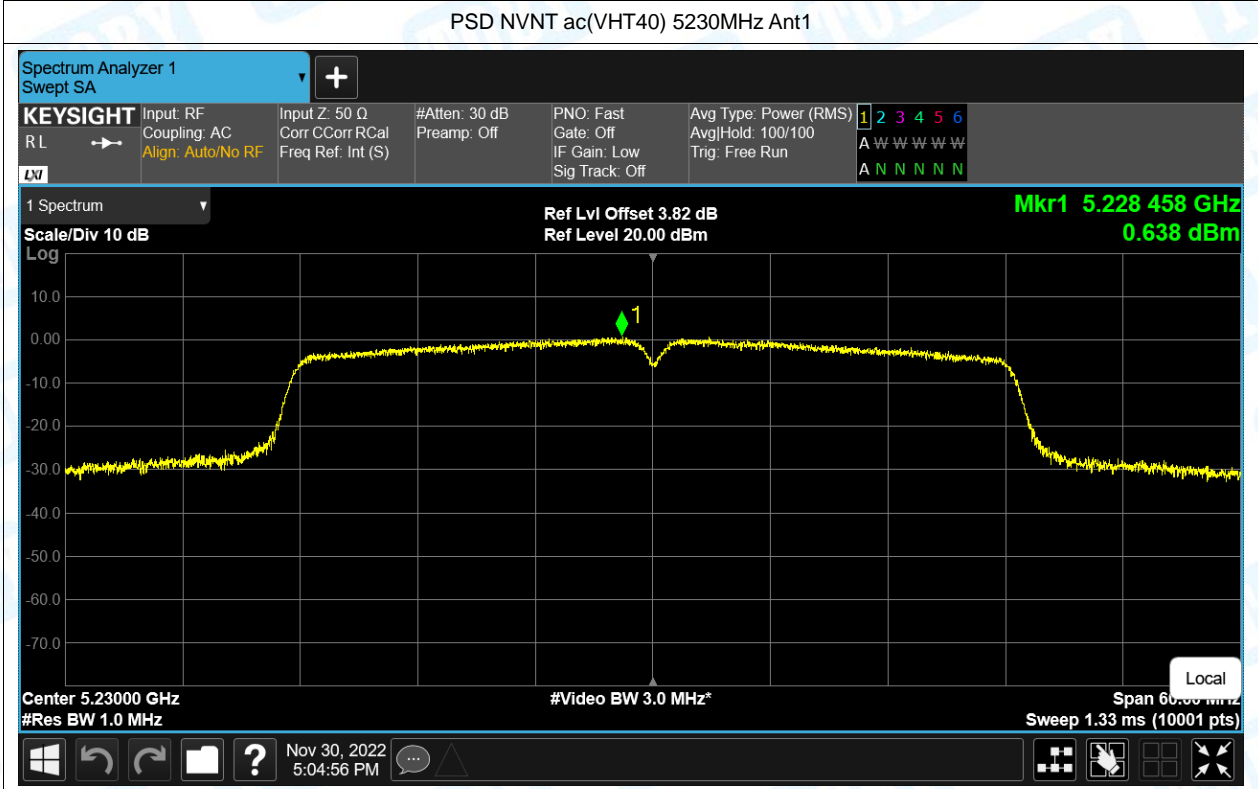 PSD NVNT ac(VHT40) 5230MHz Ant1
Spectrum Analyzer 1
Swept SA
KEYSIGHT
R L
LXI
Input: RF
Coupling: AC
Align: Auto/No RF
Input Z: 50 Ω
Corr CCorr RCal
Freq Ref: Int (S)
#Atten: 30 dB
Preamp: Off
PNO: Fast
Gate: Off
IF Gain: Low
Sig Track: Off
Avg Type: Power (RMS)
Avg|Hold: 100/100
Trig: Free Run
1 2 3 4 5 6
A W W W W W
A N N N N N
1 Spectrum
Scale/Div 10 dB
Log
Ref Lvl Offset 3.82 dB
Ref Level 20.00 dBm
Mkr1 5.228 458 GHz
0.638 dBm
10.0
1
0.00
-10.0
-20.0
-30.0
-40.0
-50.0
-60.0
-70.0
Local
Center 5.23000 GHz
#Res BW 1.0 MHz
#Video BW 3.0 MHz*
Span 60.00 MHz
Sweep 1.33 ms (10001 pts)
?
Nov 30, 2022
5:04:56 PM